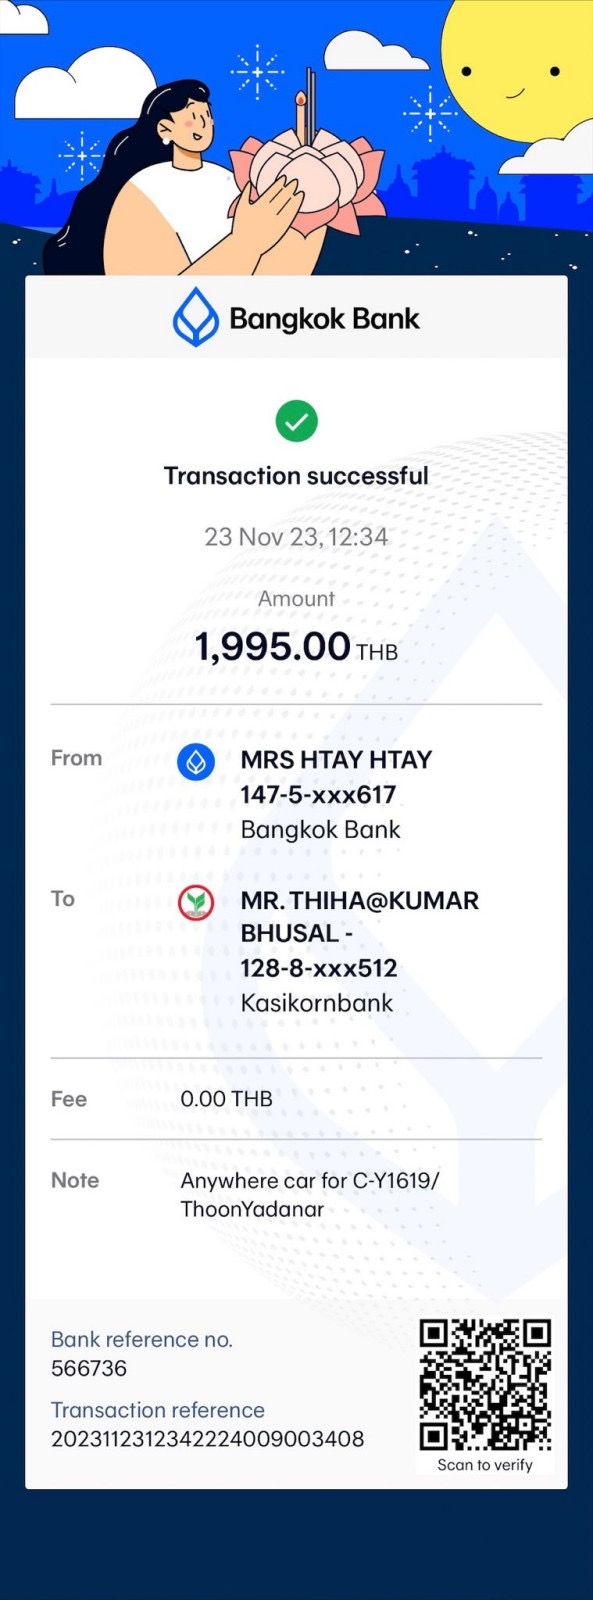 Bangkok Bank
Transaction successful
23 Nov 23, 12:34
Amount
1,995.00 THB
From
MRS HTAY HTAY
147-5-xxx617
Bangkok Bank
To
MR. THIHA@KUMAR
BHUSAL -
128-8-xxx512
Kasikornbank
Fee
0.00 THB
Note
Anywhere car for C-Y1619/
ThoonYadanar
Bank reference no.
566736
Transaction reference
2023112312342224009003408
Scan to verify